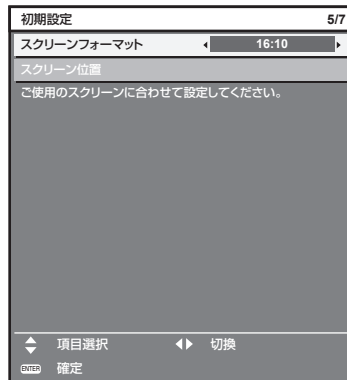 初期設定 5/7
スクリーンフォーマット 16:10
スクリーン位置
ご使用のスクリーンに合わせて設定してください。
項目選択 切換
ENTER 確定